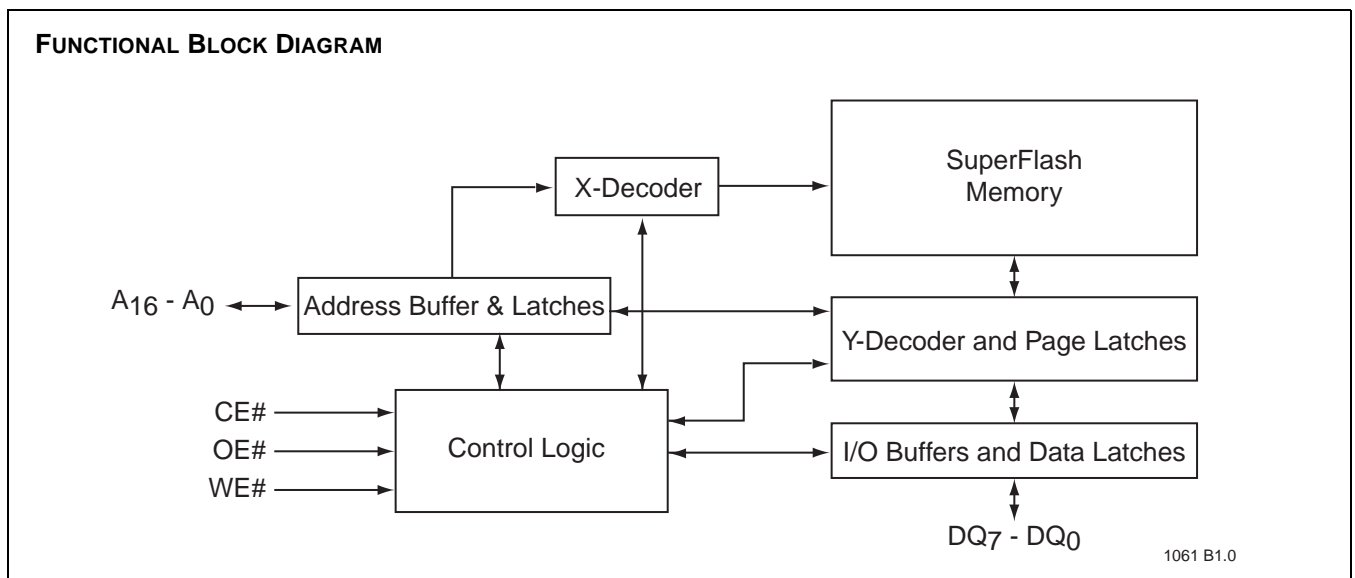 FUNCTIONAL BLOCK DIAGRAM
SuperFlash
Memory
X-Decoder
A16 - A0
Address Buffer & Latches
Y-Decoder and Page Latches
CE#
OE#
WE#
Control Logic
I/O Buffers and Data Latches
DQ7 - DQ0
1061 B1.0